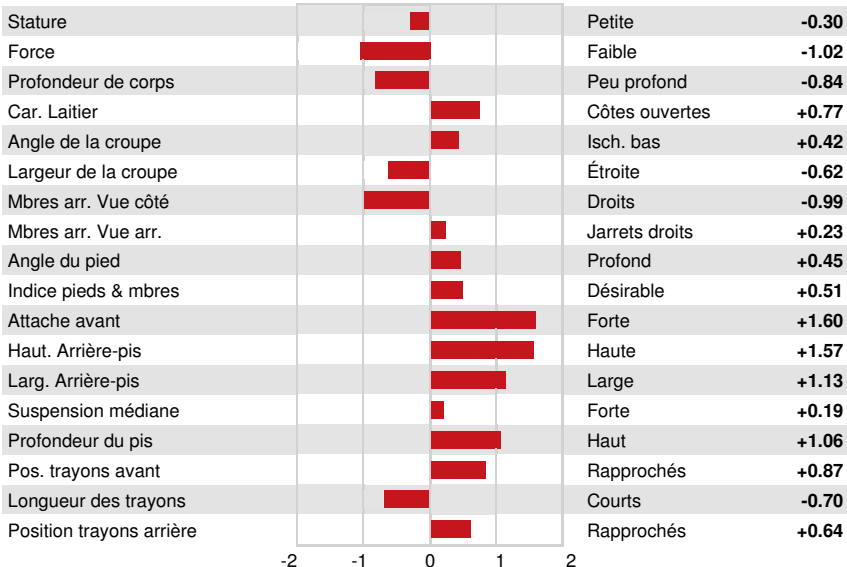 Stature Petite -0.30
Force Faible -1.02
Profondeur de corps Peu profond -0.84
Car. Laitier Côtes ouvertes +0.77
Angle de la croupe Isch. bas +0.42
Largeur de la croupe Étroite -0.62
Mbres arr. Vue côté Droits -0.99
Mbres arr. Vue arr. Jarrets droits +0.23
Angle du pied Profond +0.45
Indice pieds & mbres Désirable +0.51
Attache avant Forte +1.60
Haut. Arrière-pis Haute +1.57
Larg. Arrière-pis Large +1.13
Suspension médiane Forte +0.19
Profondeur du pis Haut +1.06
Pos. trayons avant Rapprochés +0.87
Longueur des trayons Courts -0.70
Position trayons arrière Rapprochés +0.64
-2 -1 0 1 2